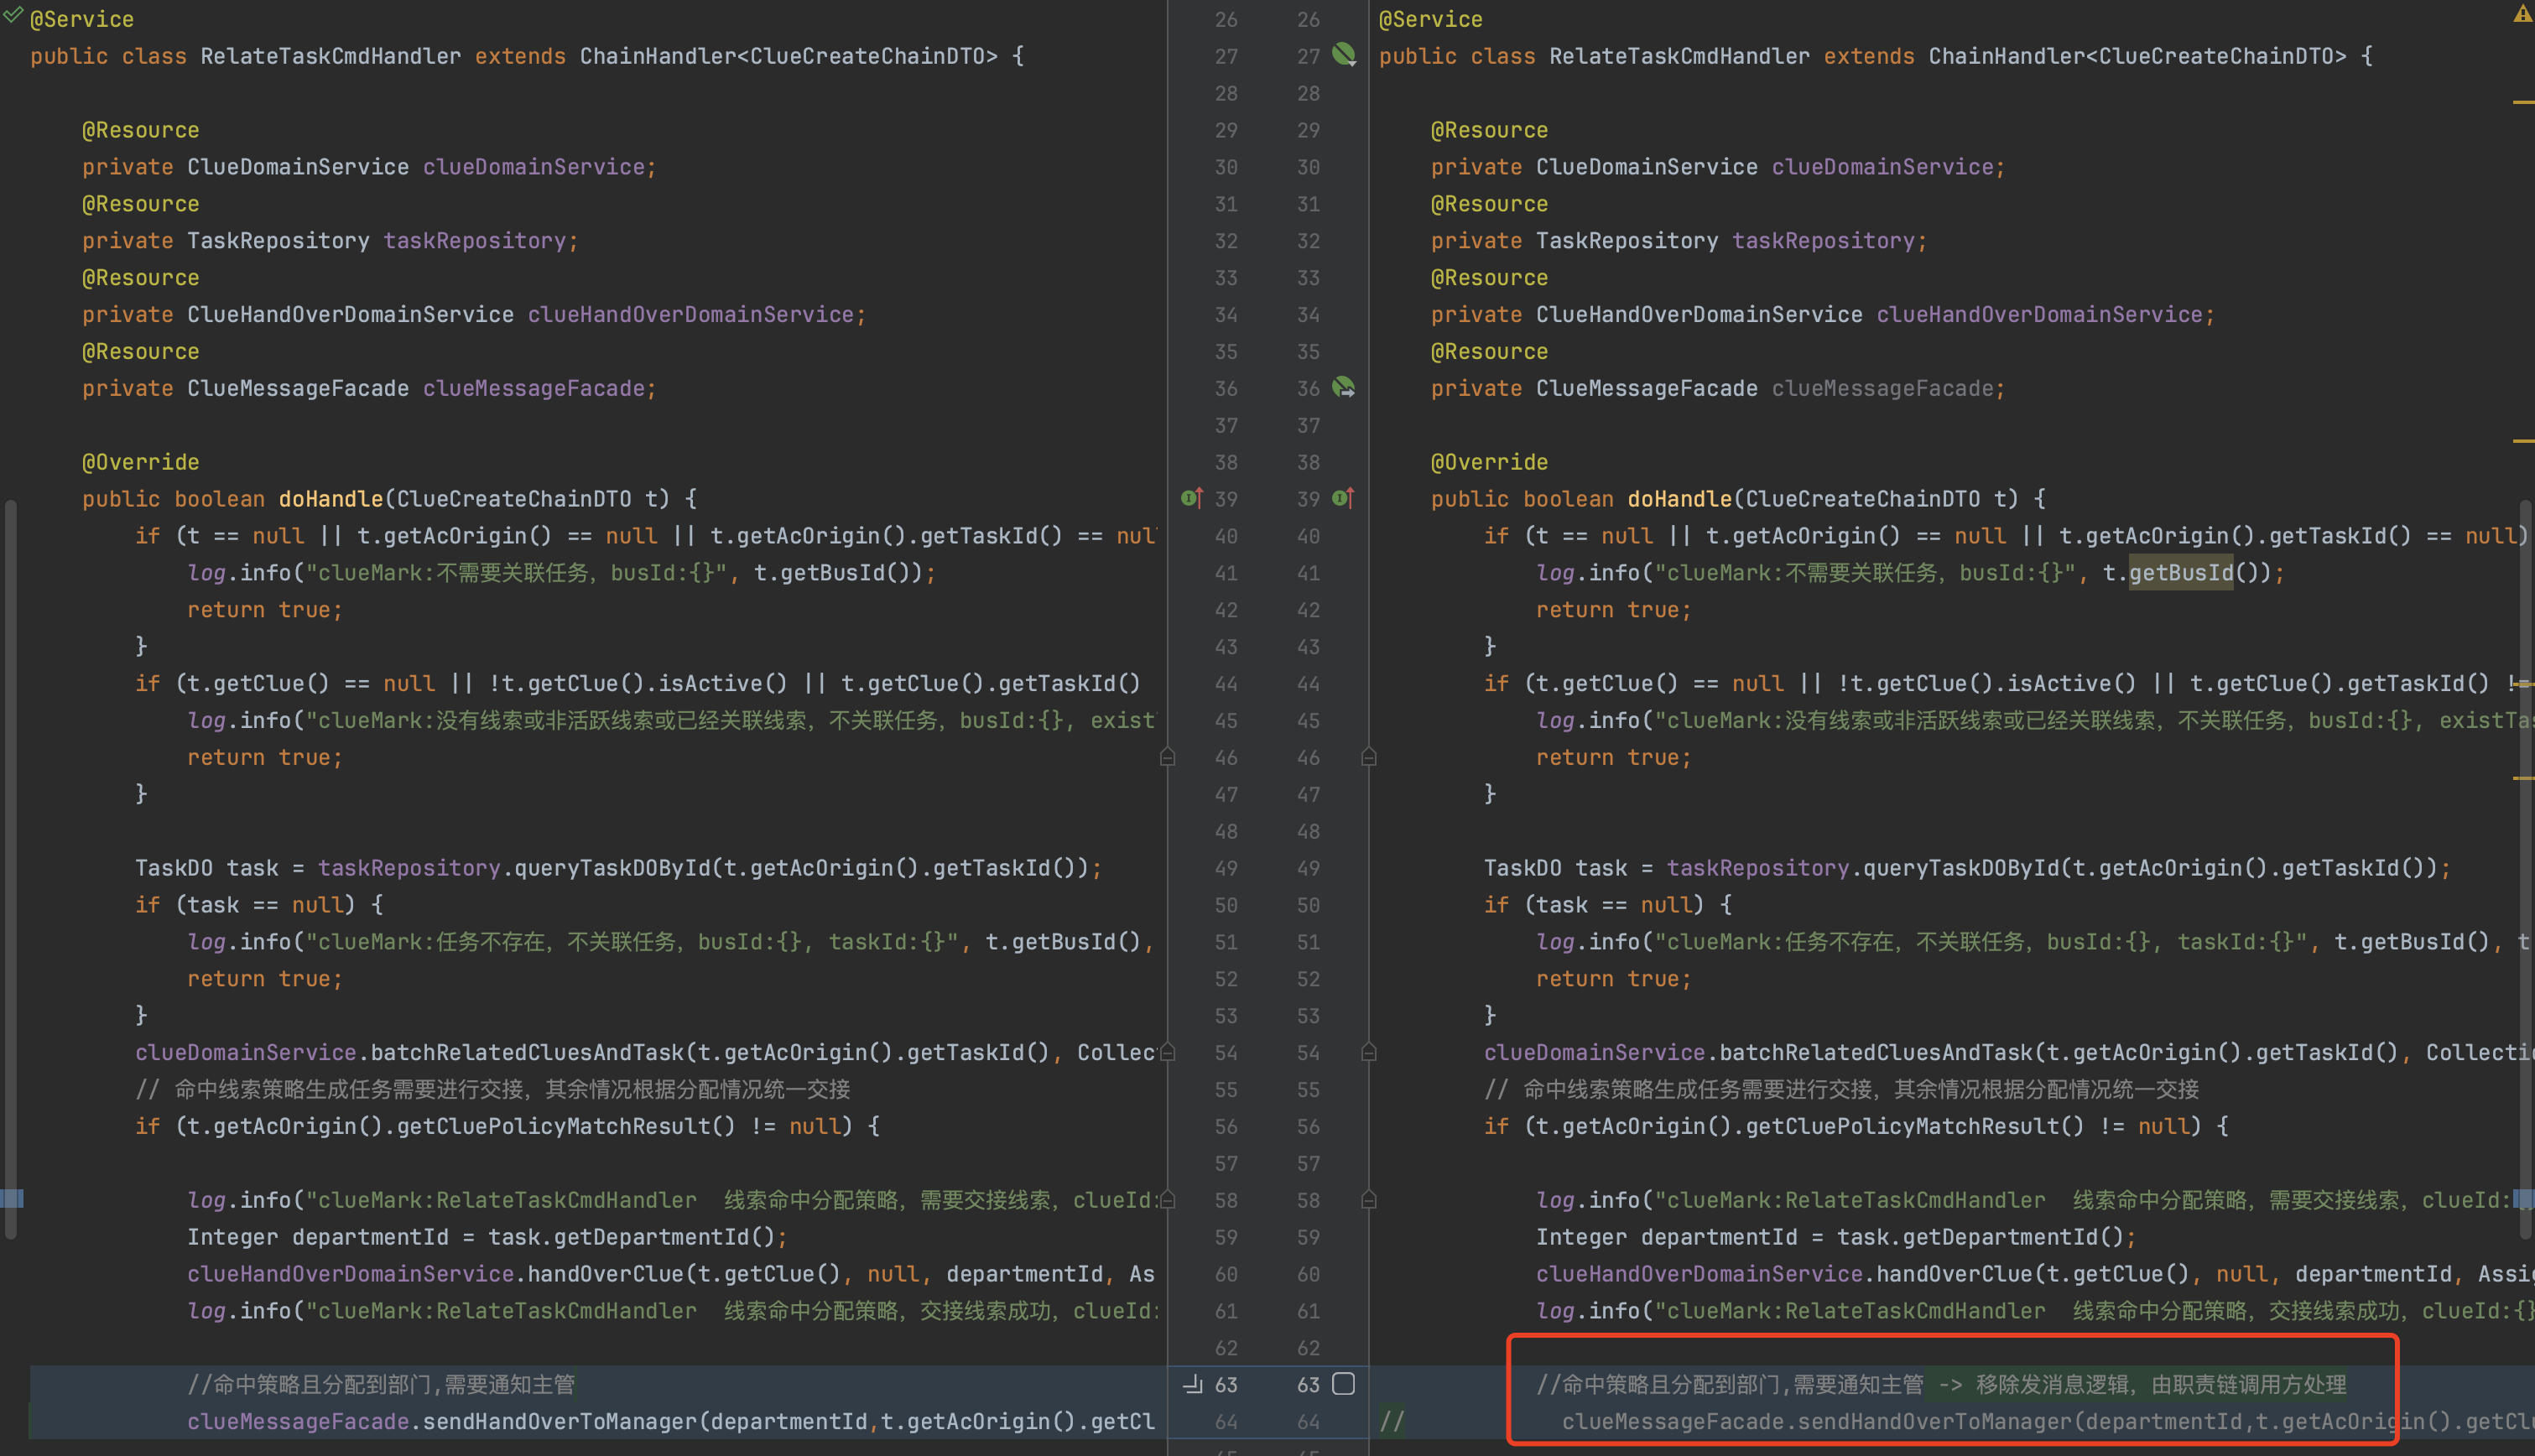 @Service
public class RelateTaskCmdHandler extends ChainHandler<ClueCreateChainDTO> {
@Resource
private ClueDomainService clueDomainService;
@Resource
private TaskRepository taskRepository;
@Resource
private ClueHandOverDomainService clueHandOverDomainService;
@Resource
private ClueMessageFacade clueMessageFacade;
@Override
public boolean doHandle(ClueCreateChainDTO t) {
if (t == null || t.getAcOrigin() == null || t.getAcOrigin().getTaskId() == nul
log.info("clueMark:不需要关联任务，busId:{}", t.getBusId());
return true;
}
if (t.getClue() == null || !t.getClue().isActive() || t.getClue().getTaskId()
log.info("clueMark:没有线索或非活跃线索或已经关联线索，不关联任务，busId:{}, exist
return true;
}
TaskDO task = taskRepository.queryTaskDOById(t.getAcOrigin().getTaskId());
if (task == null) {
log.info("clueMark:任务不存在，不关联任务，busId:{}, taskId:{}", t.getBusId(),
return true;
}
clueDomainService.batchRelatedCluesAndTask(t.getAcOrigin().getTaskId(), Collec
// 命中线索策略生成任务需要进行交接，其余情况根据分配情况统一交接
if (t.getAcOrigin().getCluePolicyMatchResult() != null) {
log.info("clueMark:RelateTaskCmdHandler  线索命中分配策略，需要交接线索，clueId:
Integer departmentId = task.getDepartmentId();
clueHandOverDomainService.handOverClue(t.getClue(), null, departmentId, As
log.info("clueMark:RelateTaskCmdHandler  线索命中分配策略，交接线索成功，clueId:
//命中策略且分配到部门,需要通知主管
clueMessageFacade.sendHandOverToManager(departmentId,t.getAcOrigin().getCl
26 26
27 27
28 28
29 29
30 30
31 31
32 32
33 33
34 34
35 35
36 36
37 37
38 38
39 39
40 40
41 41
42 42
43 43
44 44
45 45
46 46
47 47
48 48
49 49
50 50
51 51
52 52
53 53
54 54
55 55
56 56
57 57
58 58
59 59
60 60
61 61
62 62
63 63
64 64
@Service
public class RelateTaskCmdHandler extends ChainHandler<ClueCreateChainDTO> {
@Resource
private ClueDomainService clueDomainService;
@Resource
private TaskRepository taskRepository;
@Resource
private ClueHandOverDomainService clueHandOverDomainService;
@Resource
private ClueMessageFacade clueMessageFacade;
@Override
public boolean doHandle(ClueCreateChainDTO t) {
if (t == null || t.getAcOrigin() == null || t.getAcOrigin().getTaskId() == null)
log.info("clueMark:不需要关联任务，busId:{}", t.getBusId());
return true;
}
if (t.getClue() == null || !t.getClue().isActive() || t.getClue().getTaskId() !=
log.info("clueMark:没有线索或非活跃线索或已经关联线索，不关联任务，busId:{}, existTas
return true;
}
TaskDO task = taskRepository.queryTaskDOById(t.getAcOrigin().getTaskId());
if (task == null) {
log.info("clueMark:任务不存在，不关联任务，busId:{}, taskId:{}", t.getBusId(), t
return true;
}
clueDomainService.batchRelatedCluesAndTask(t.getAcOrigin().getTaskId(), Collecti
// 命中线索策略生成任务需要进行交接，其余情况根据分配情况统一交接
if (t.getAcOrigin().getCluePolicyMatchResult() != null) {
log.info("clueMark:RelateTaskCmdHandler  线索命中分配策略，需要交接线索，clueId:
Integer departmentId = task.getDepartmentId();
clueHandOverDomainService.handOverClue(t.getClue(), null, departmentId, Assig
log.info("clueMark:RelateTaskCmdHandler  线索命中分配策略，交接线索成功，clueId:{}
//命中策略且分配到部门,需要通知主管 -> 移除发消息逻辑，由职责链调用方处理
// clueMessageFacade.sendHandOverToManager(departmentId,t.getAcOrigin().getClu